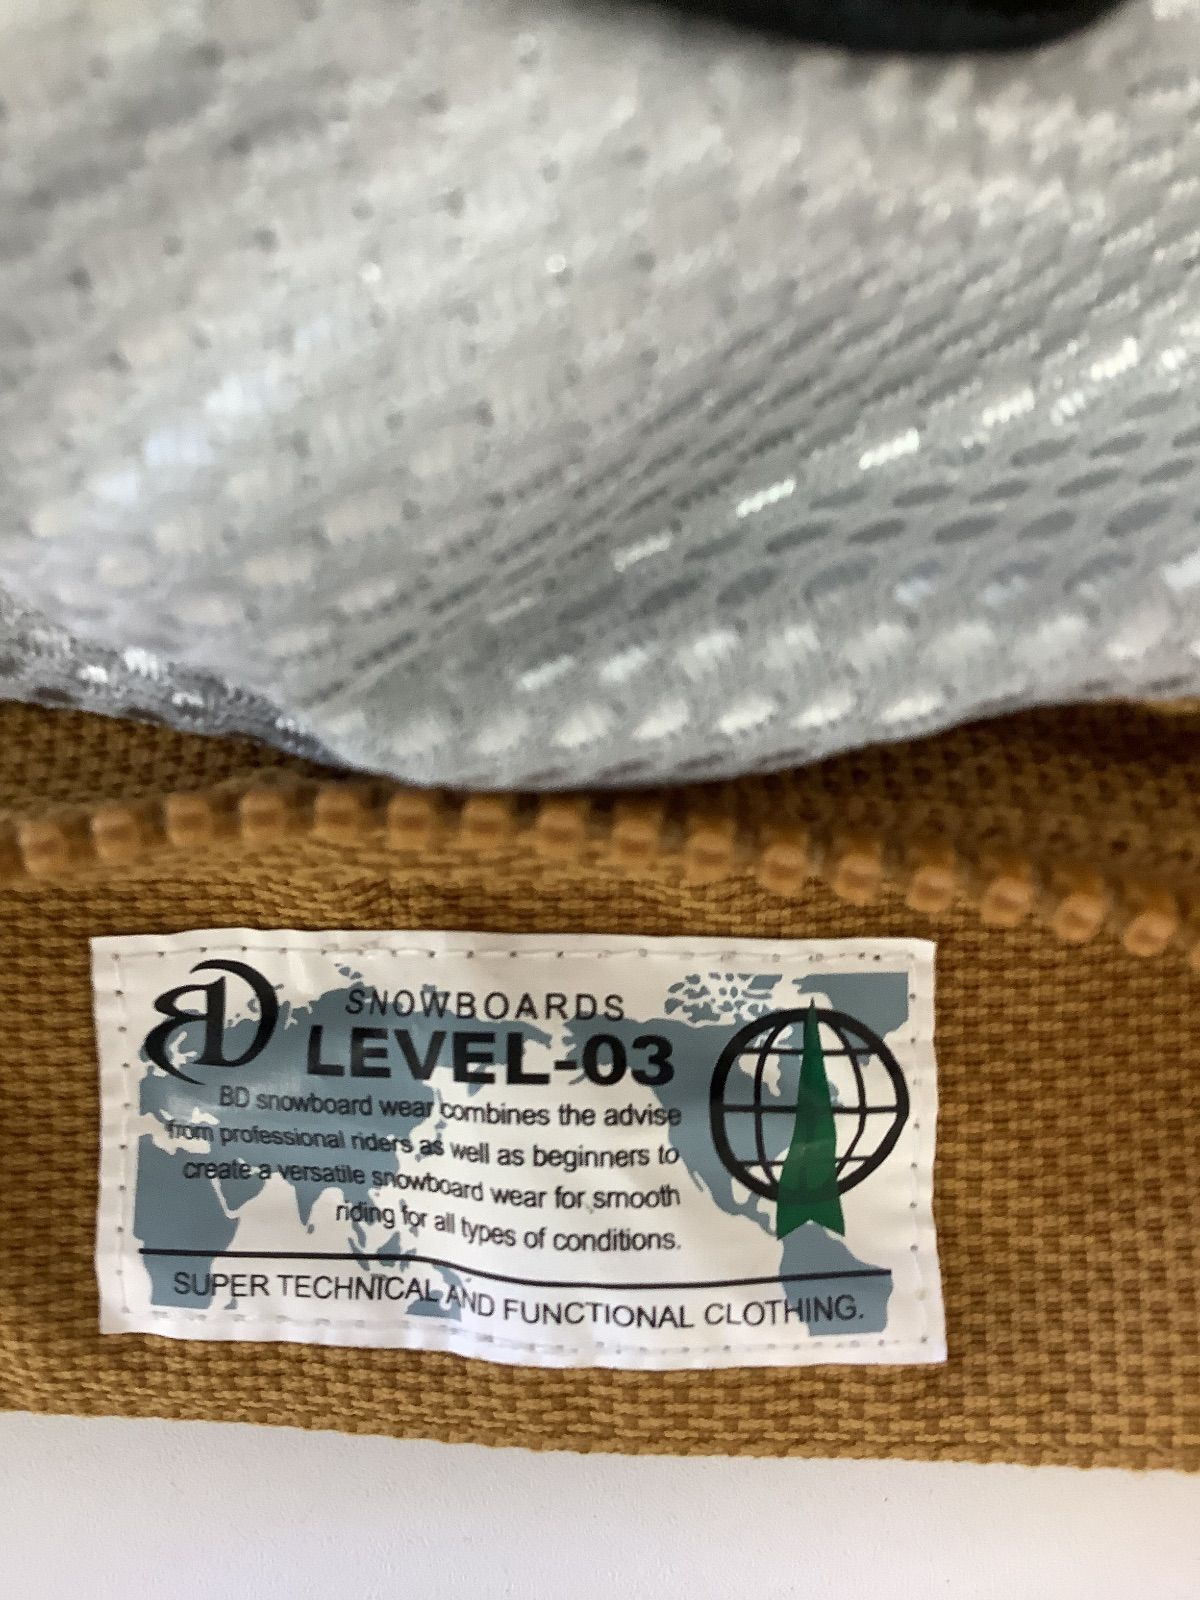 BD
SNOWBOARDS
LEVEL-03
BD snowboard wear combines the advise
from professional riders as well as beginners to
create a versatile snowboard wear for smooth
riding for all types of conditions.
SUPER TECHNICAL AND FUNCTIONAL CLOTHING.